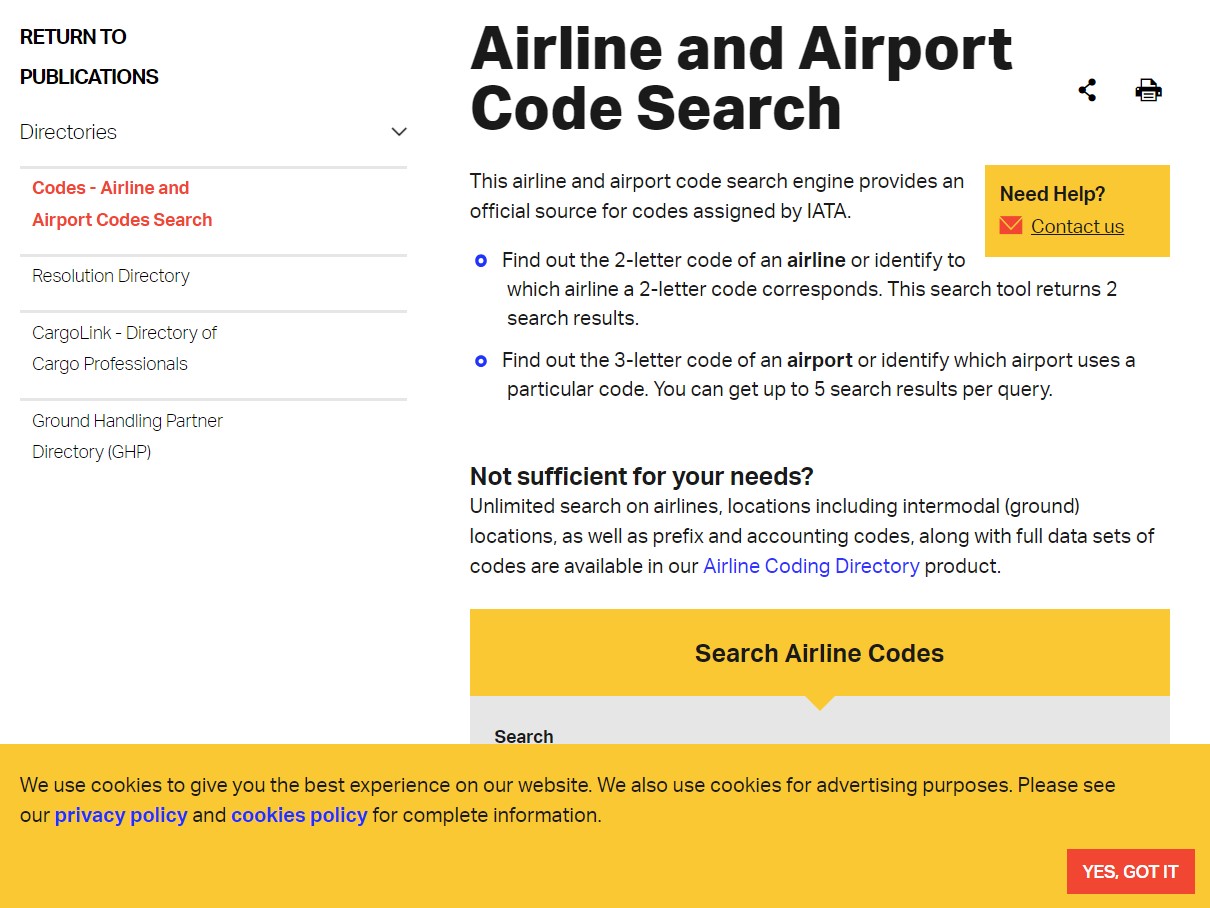 RETURN TO
PUBLICATIONS
Directories
Codes - Airline and
Airport Codes Search
Resolution Directory
CargoLink - Directory of
Cargo Professionals
Ground Handling Partner
Directory (GHP)
Airline and Airport
Code Search
This airline and airport code search engine provides an
official source for codes assigned by IATA.
Need Help?
Contact us
Find out the 2-letter code of an airline or identify to
which airline a 2-letter code corresponds. This search tool returns 2
search results.
Find out the 3-letter code of an airport or identify which airport uses a
particular code. You can get up to 5 search results per query.
Not sufficient for your needs?
Unlimited search on airlines, locations including intermodal (ground)
locations, as well as prefix and accounting codes, along with full data sets of
codes are available in our Airline Coding Directory product.
Search Airline Codes
Search
We use cookies to give you the best experience on our website. We also use cookies for advertising purposes. Please see
our privacy policy and cookies policy for complete information.
YES, GOT IT